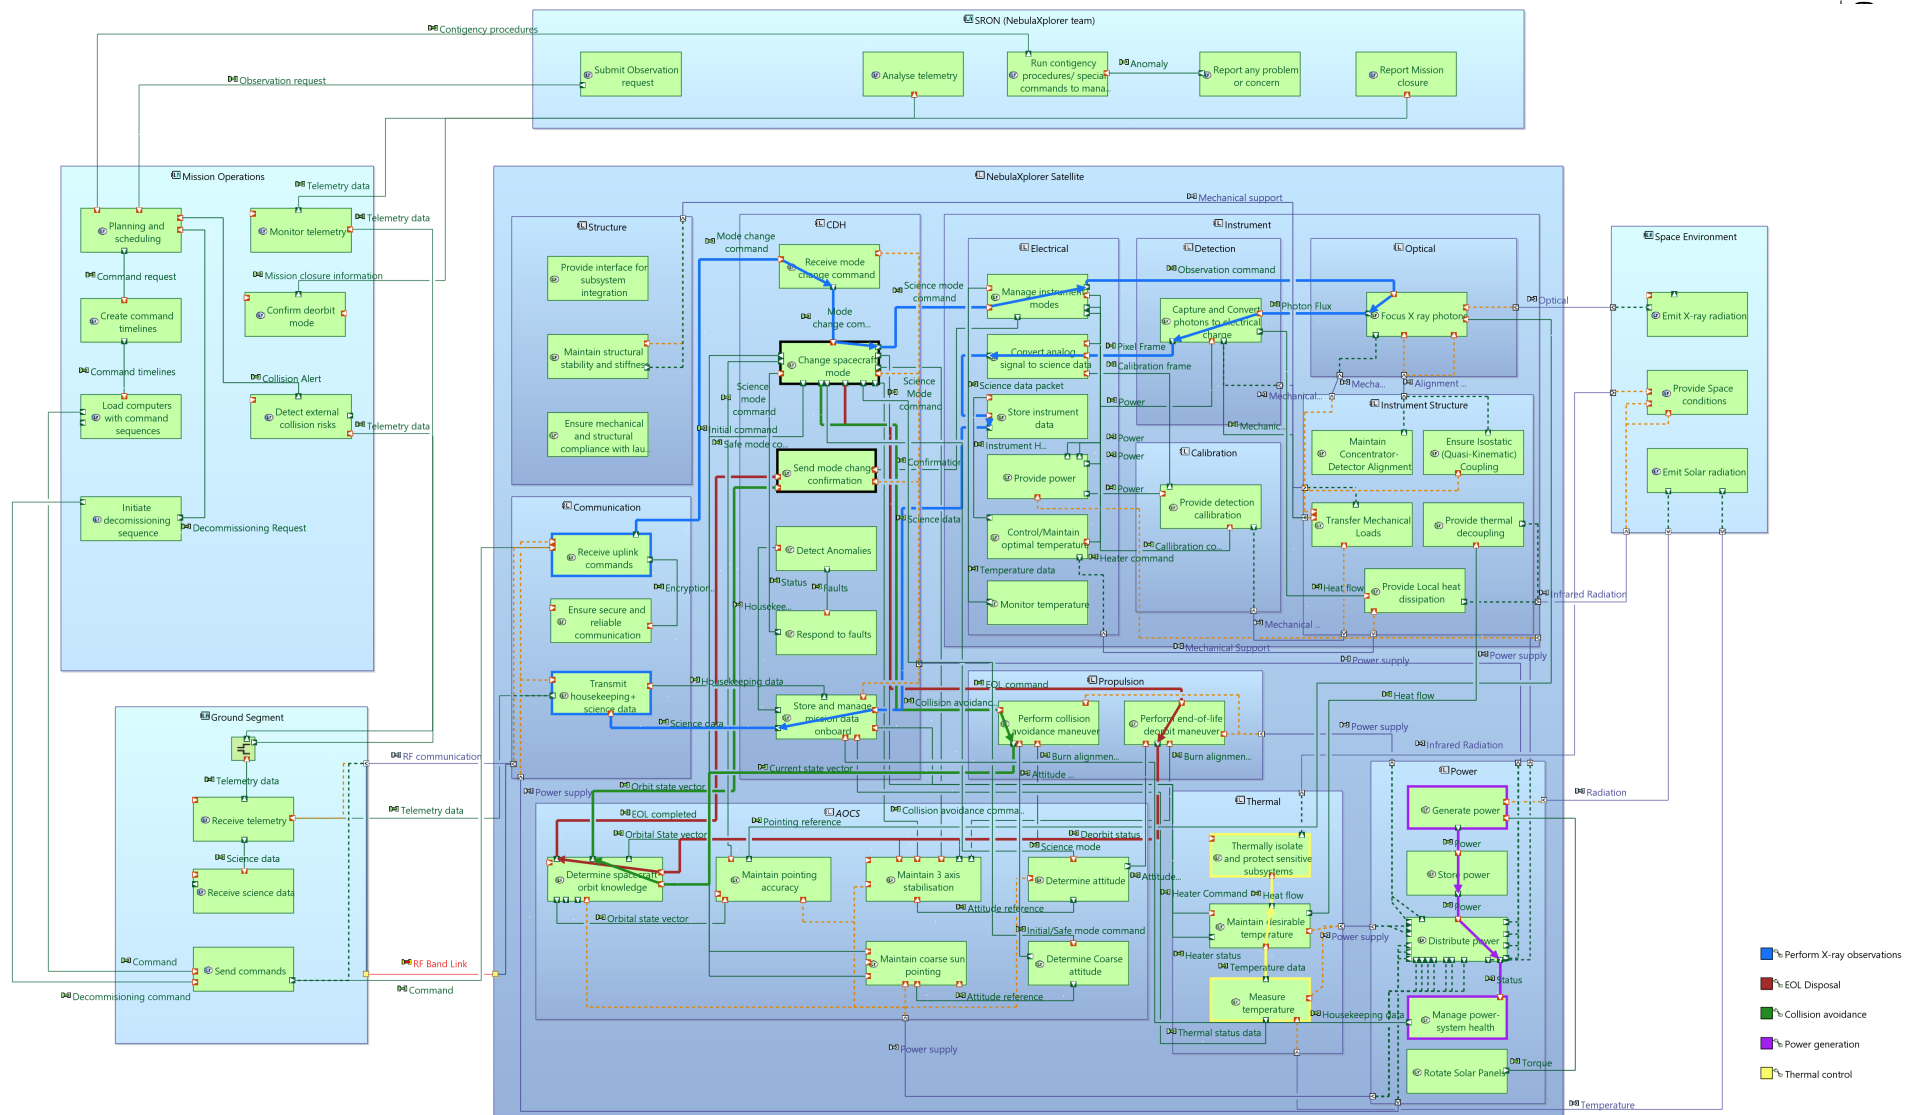 SRON (NebulaXplorer team)
Contigency procedures
Submit Observation
request
Analyse telemetry
Run contigency
procedures/ special
commands to mana...
Anomaly
Report any problem
or concern
Report Mission
closure
Observation request
Mission Operations
Telemetry data
Planning and
scheduling
Monitor telemetry
Telemetry data
Command request
Mission closure information
Create command
timelines
Confirm deorbit
mode
Command timelines
Collision Alert
Load computers
with command
sequences
Detect external
collision risks
Telemetry data
Initiate
decomissioning
sequence
Decommissioning Request
Ground Segment
RF communication
Telemetry data
Receive telemetry
Telemetry data
Science data
Receive science data
Command
Send commands
RF Band Link
Command
Decommisioning command
NebulaXplorer Satellite
Mechanical support
Structure
Provide interface for
subsystem
integration
Maintain structural
stability and stiffnes
Ensure mechanical
and structural
compliance with lau...
Communication
Receive uplink
commands
Encryption...
Ensure secure and
reliable
communication
Transmit
housekeeping+
science data
Housekeeping data
Science data
Power supply
CDH
Mode change
command
Receive mode
change command
Science mode
command
Mode
change com...
Change spacecraft
mode
Science
mode
command
Science
Mode
command
Initial command
Safe mode co...
Send mode chang
confirmation
Confirmation
Science data
Detect Anomalies
Status
Faults
Housekee...
Respond to faults
Store and manage
mission data
onboard
Collision avoidanc...
Current state vector
Orbit state vector
Instrument
Electrical
Manage instrument
modes
Convert analog
signal to science data
Science data packet
Store instrument
data
Instrument H...
Provide power
Control/Maintain
optimal temperature
Heater command
Temperature data
Monitor temperature
Detection
Observation command
Capture and Conver
photons to electrical
charge
Photon Flux
Pixel Frame
Calibration frame
Power
Mechanical...
Mechanic...
Power
Power
Power
Calibration
Provide detection
callibration
Callibration co...
Mechanical ...
Mechanical Support
Optical
Focus X ray photon
Optical
Mecha...
Alignment ...
Instrument Structure
Maintain
Concentrator-
Detector Alignment
Ensure Isostatic
(Quasi-Kinematic)
Coupling
Transfer Mechanical
Loads
Provide thermal
decoupling
Heat flow
Provide Local heat
dissipation
Infrared Radiation
Power supply
Power supply
Heat flow
Power supply
Infrared Radiation
Propulsion
EOL command
Perform collision
avoidance maneuver
Perform end-of-life
deorbit maneuver
Burn alignmen...
Burn alignmen...
Attitude ...
AOCS
EOL completed
Collision avoidance comma...
Orbital State vector
Pointing reference
Deorbit status
Science mode
Determine spacecraft
orbit knowledge
Maintain pointing
accuracy
Maintain 3 axis
stabilisation
Determine attitude
Attitude...
Orbital state vector
Attitude reference
Initial/Safe mode command
Maintain coarse sun
pointing
Determine Coarse
attitude
Attitude reference
Power supply
Thermal
Thermally isolate
and protect sensitive
subsystems
Heater Command
Heat flow
Maintain desirable
temperature
Power supply
Heater status
Temperature data
Measure
temperature
Housekeeping data
Thermal status data
Power
Generate power
Power
Store power
Power
Distribute power
Status
Manage power-
system health
Rotate Solar Panels
Torque
Radiation
Temperature
Space Environment
Emit X-ray radiation
Provide Space
conditions
Emit Solar radiation
Perform X-ray observations
EOL Disposal
Collision avoidance
Power generation
Thermal control